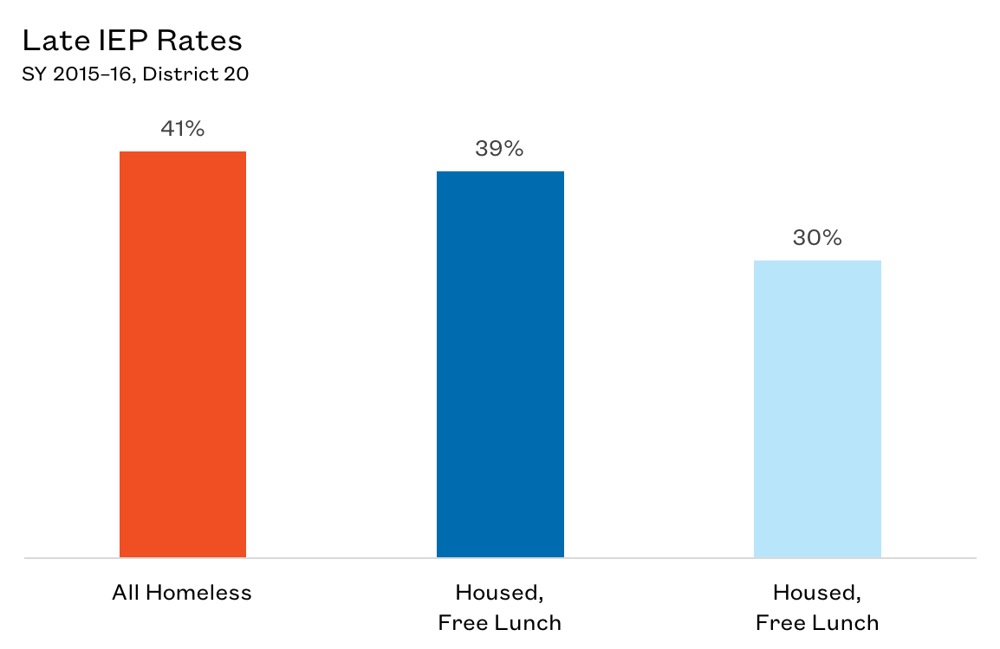 Late IEP Rates
SY 2015–16, District 20
41%
39%
30%
All Homeless
Housed,
Free Lunch
Housed,
Free Lunch